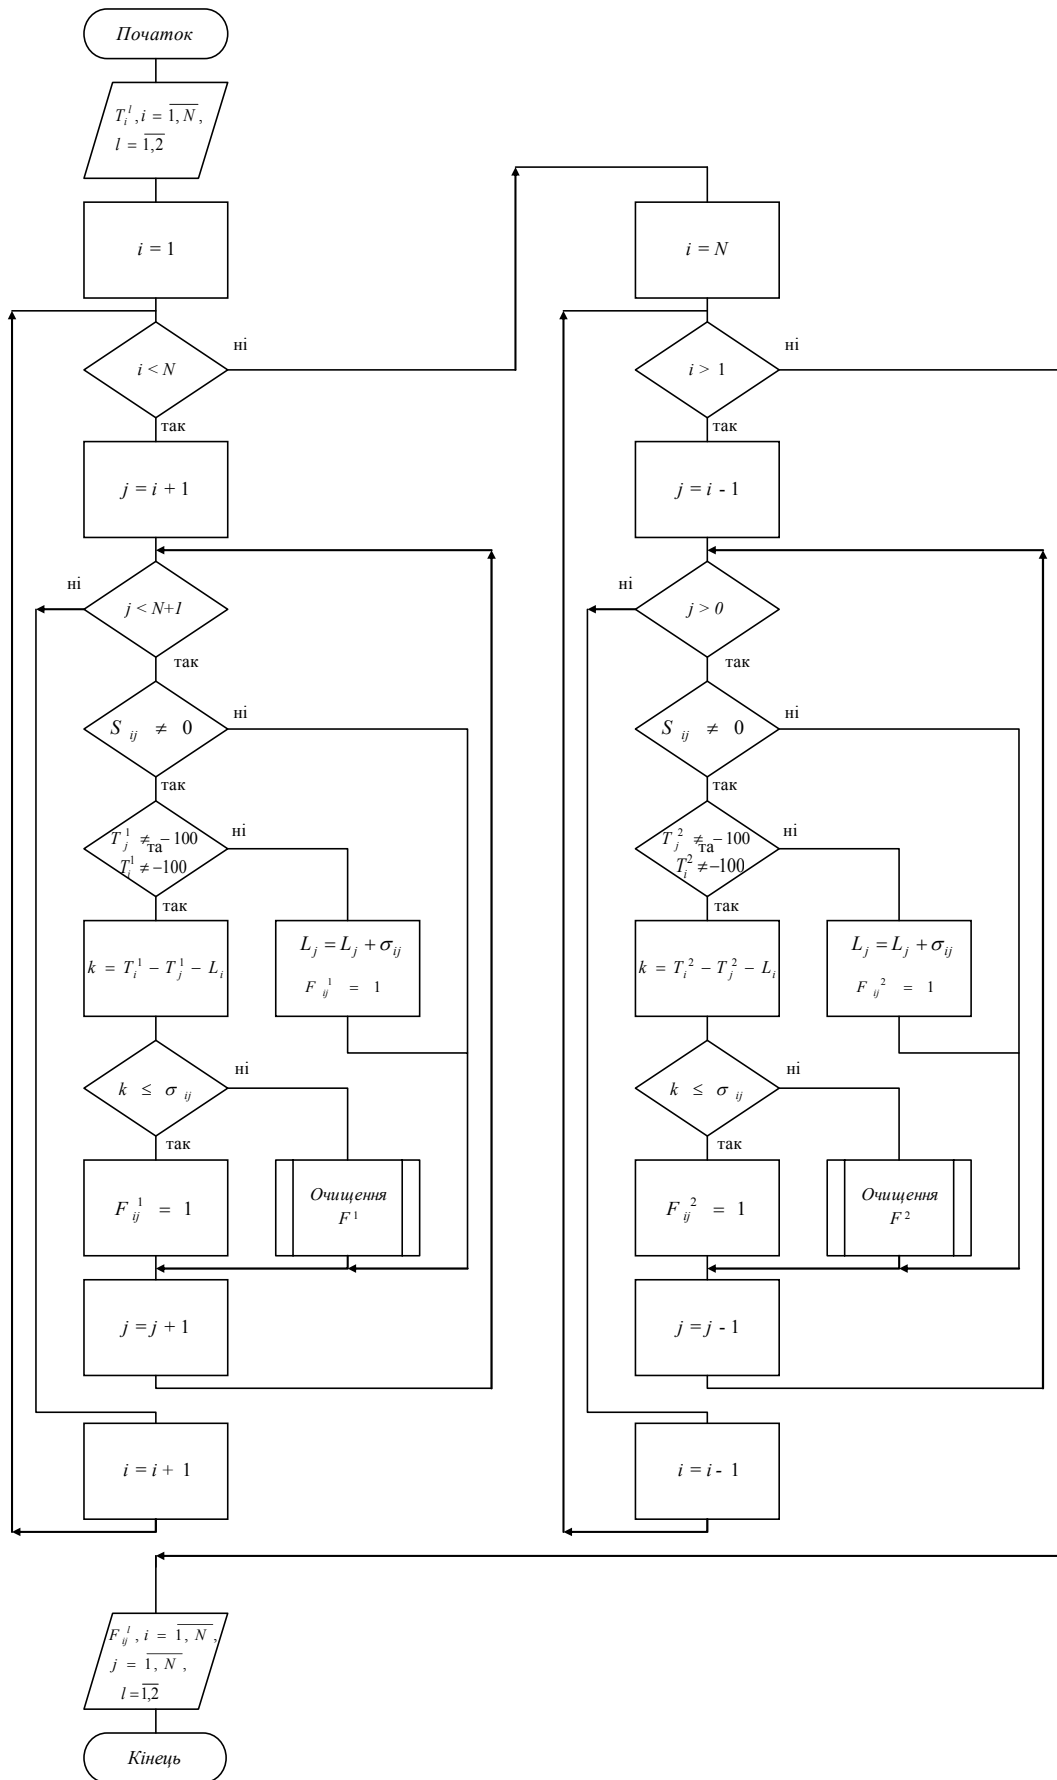 Початок
T_i^l, i = 1, N,
l = 1,2
i = 1
i < N
ні
так
j = i + 1
ні
j < N+1
так
S_ij ≠ 0
ні
так
T_j^1 ≠ −100
та
T_i^1 ≠ −100
ні
так
k = T_i^1 − T_j^1 − L_i
L_j = L_j + σ_ij
F_ij^1 = 1
k ≤ σ_ij
ні
так
F_ij^1 = 1
Очищення
F^1
j = j + 1
i = i + 1
i = N
i > 1
ні
так
j = i - 1
ні
j > 0
так
S_ij ≠ 0
ні
так
T_j^2 ≠ −100
та
T_i^2 ≠ −100
ні
так
k = T_i^2 − T_j^2 − L_i
L_j = L_j + σ_ij
F_ij^2 = 1
k ≤ σ_ij
ні
так
F_ij^2 = 1
Очищення
F^2
j = j - 1
i = i - 1
F_ij^l, i = 1, N,
j = 1, N,
l = 1,2
Кінець